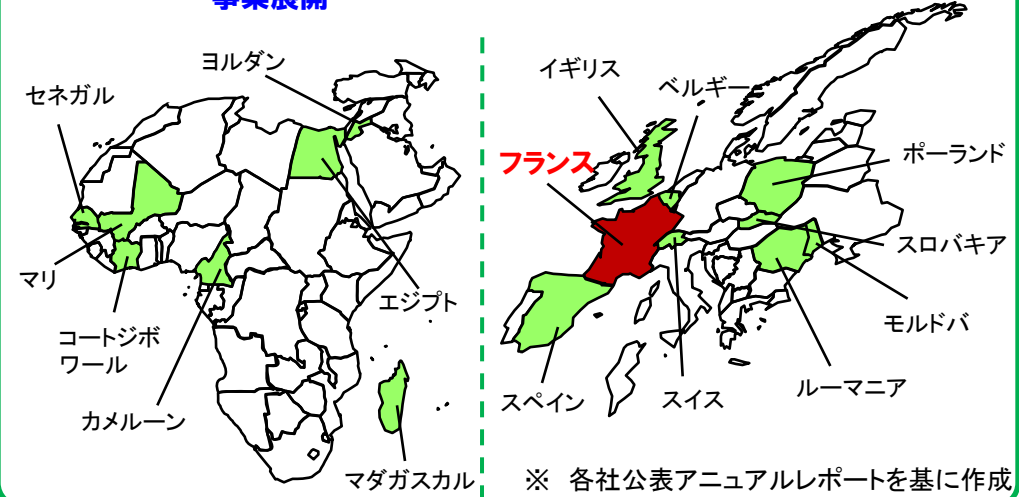 事業展開
ヨルダン
セネガル
マリ
コートジボ
ワール
カメルーン
エジプト
マダガスカル
イギリス
ベルギー
フランス
ポーランド
スロバキア
モルドバ
ルーマニア
スイス
スペイン
※ 各社公表アニュアルレポートを基に作成